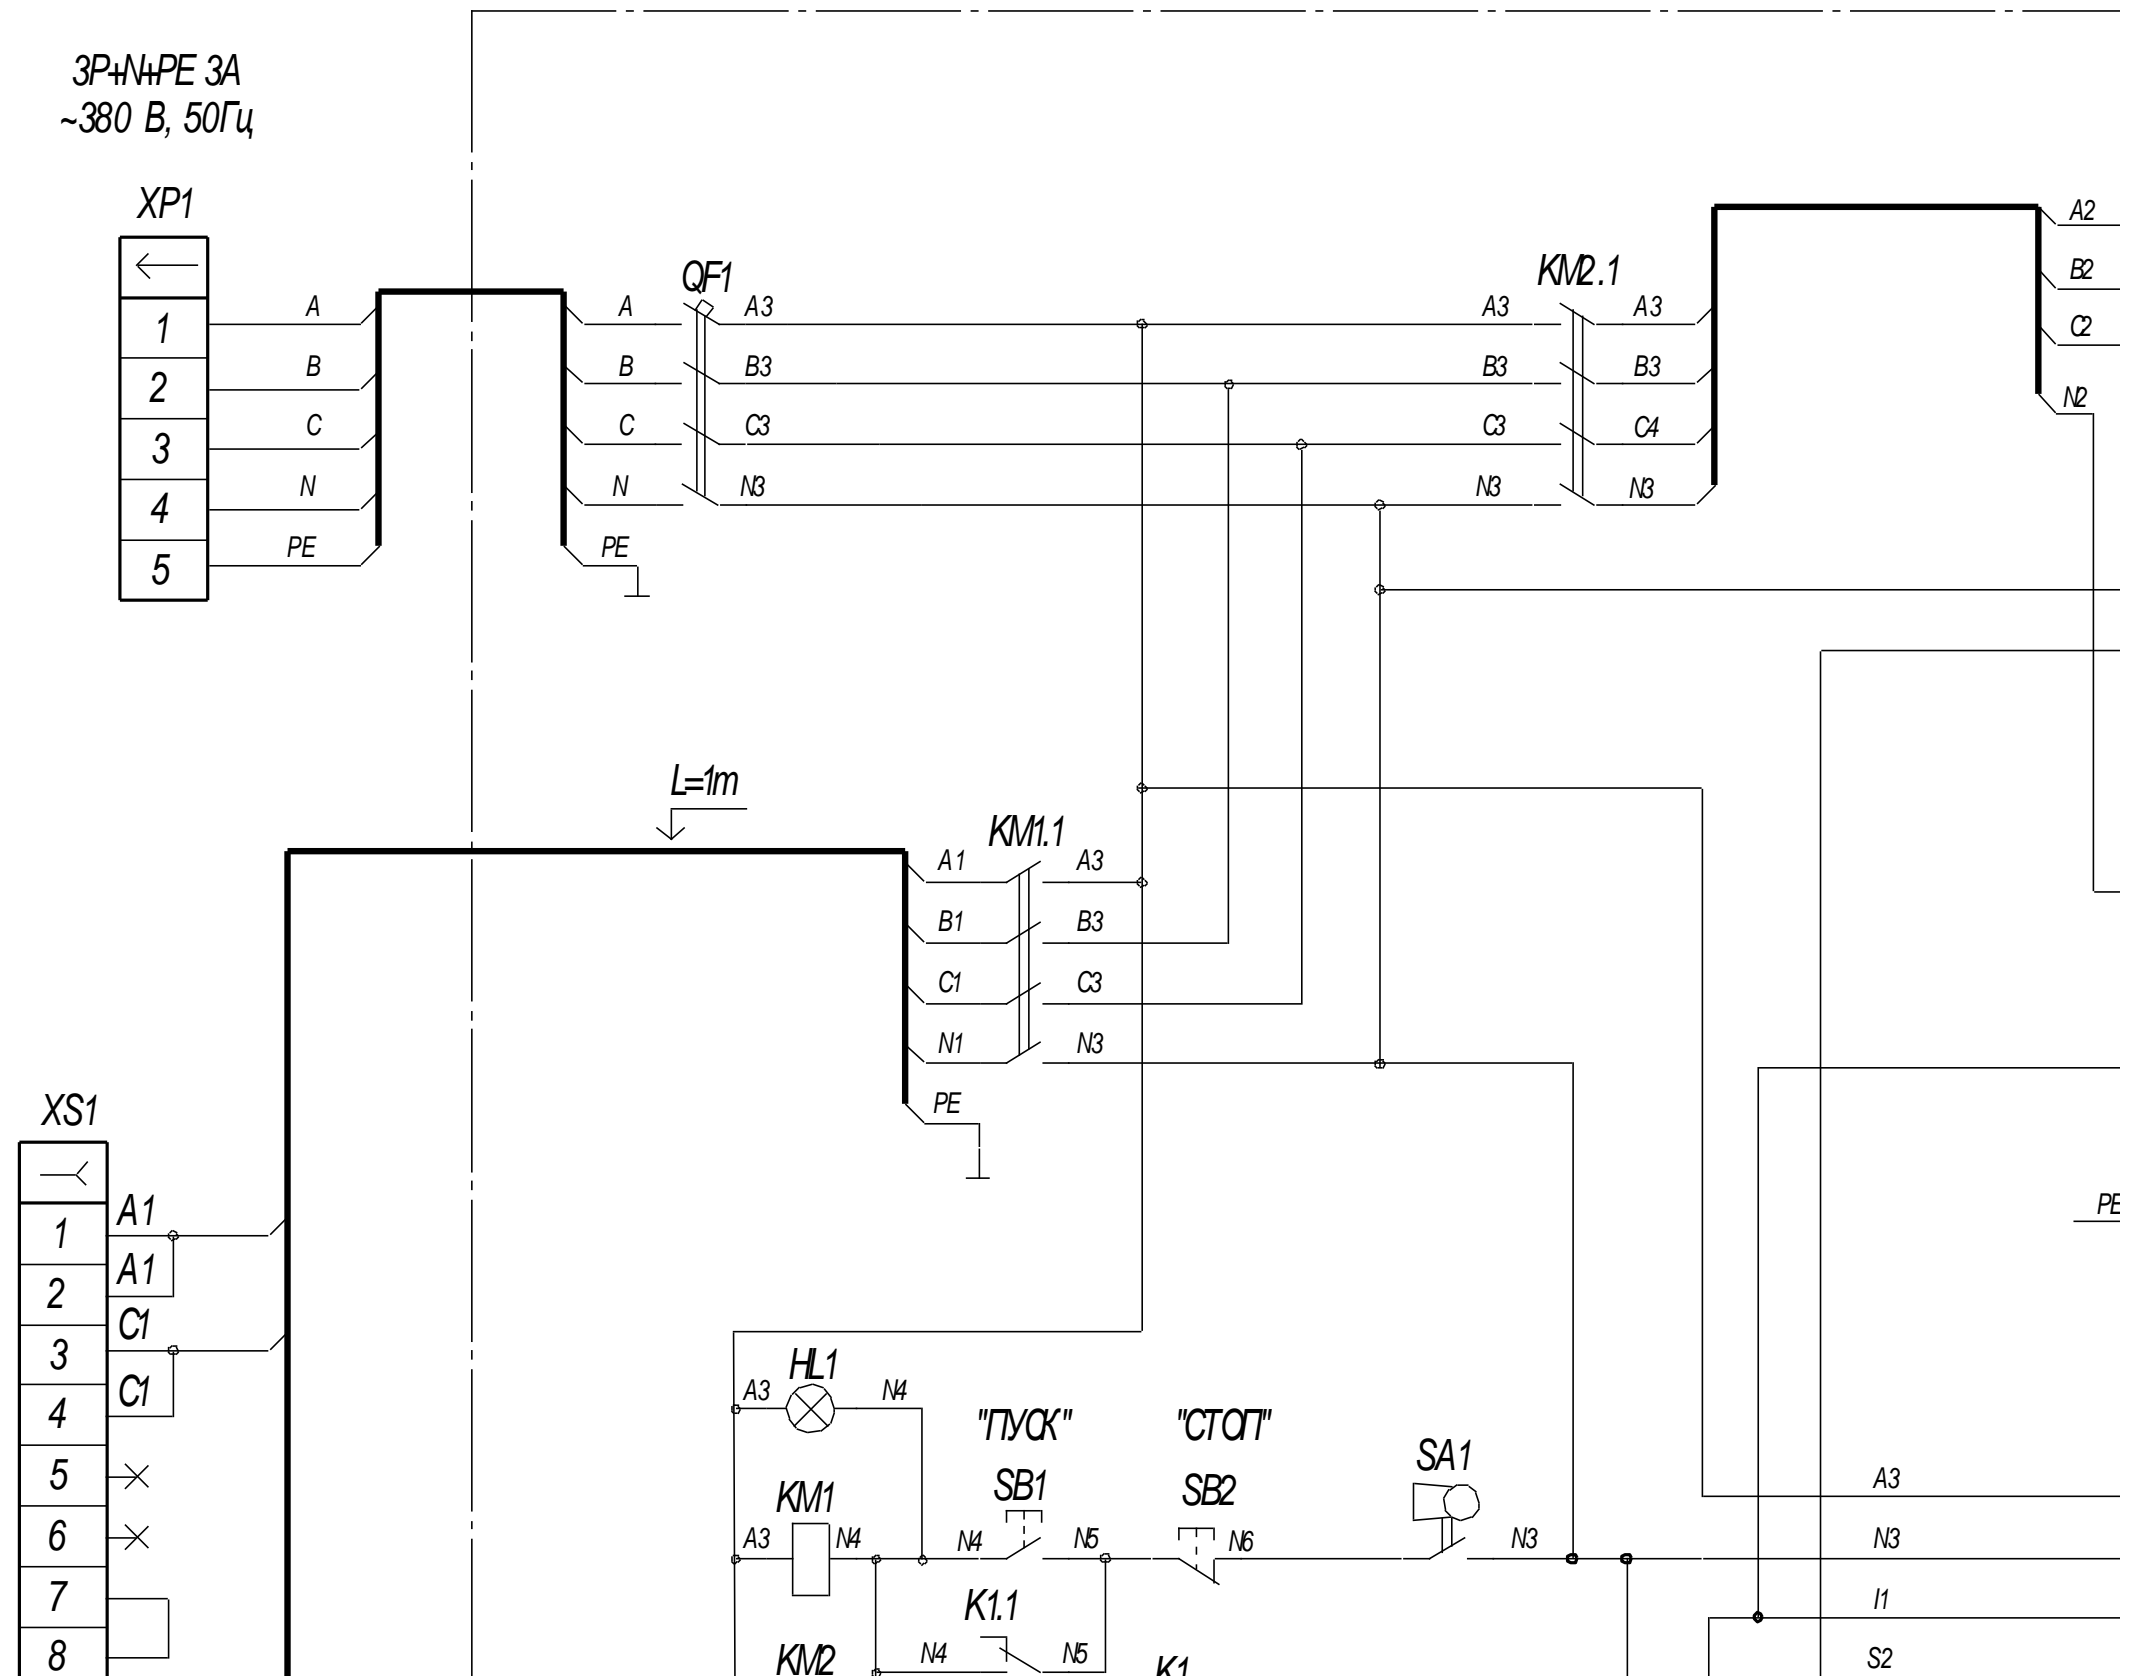 3P+N+PE 3A
~380 В, 50Гц
XP1
1
2
3
4
5
A
B
C
N
PE
A
B
C
N
PE
QF1
A3
B3
C3
N3
A3
B3
C3
N3
KM2.1
A3
B3
C4
N3
A2
B2
C2
N2
L=1m
KM1.1
A1
B1
C1
N1
PE
A3
B3
C3
N3
XS1
1
2
3
4
5
6
7
8
A1
A1
C1
C1
HL1
A3
N4
"ПУСК"
"СТОП"
SB1
SB2
SA1
KM1
A3
N4
N4
N5
N6
N3
K1.1
N4
N5
KM2
K1
PE
A3
N3
I1
S2